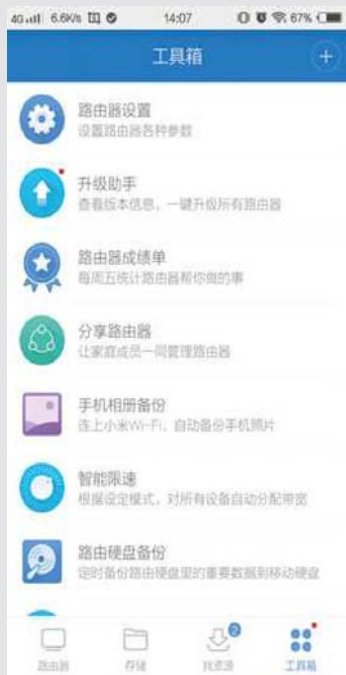 4G 6.6K/s 14:07 67%
工具箱
路由器设置
设置路由器各种参数
升级助手
查看版本信息，一键升级所有路由器
路由器成绩单
每周五统计路由器帮你做的事
分享路由器
让家庭成员一同管理路由器
手机相册备份
连上小米Wi-Fi，自动备份手机照片
智能限速
根据设定模式，对所有设备自动分配带宽
路由硬盘备份
定时备份路由硬盘里的重要数据到移动硬盘
2
路由器 存储 找资源 工具箱